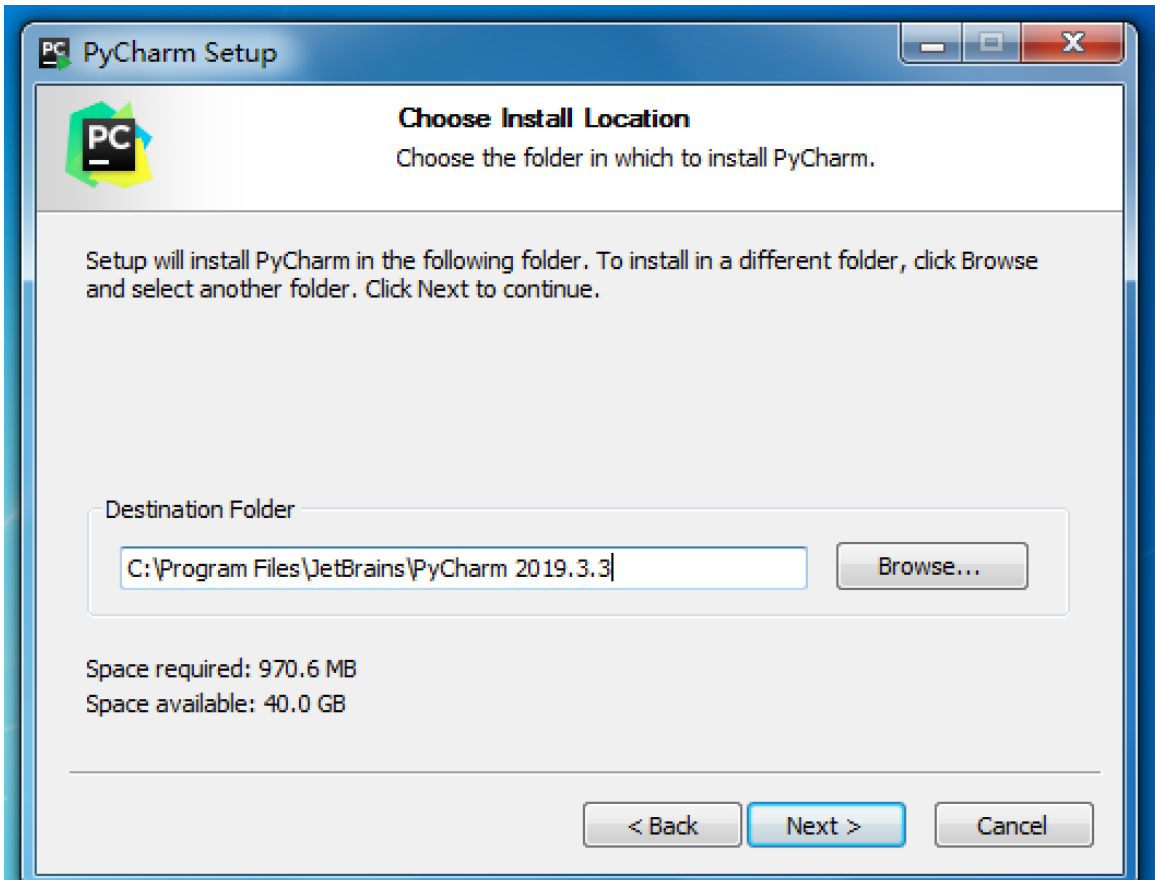 PC PyCharm Setup
PC
Choose Install Location
Choose the folder in which to install PyCharm.
Setup will install PyCharm in the following folder. To install in a different folder, click Browse
and select another folder. Click Next to continue.
Destination Folder
C:\Program Files\JetBrains\PyCharm 2019.3.3
Browse...
Space required: 970.6 MB
Space available: 40.0 GB
< Back Next > Cancel